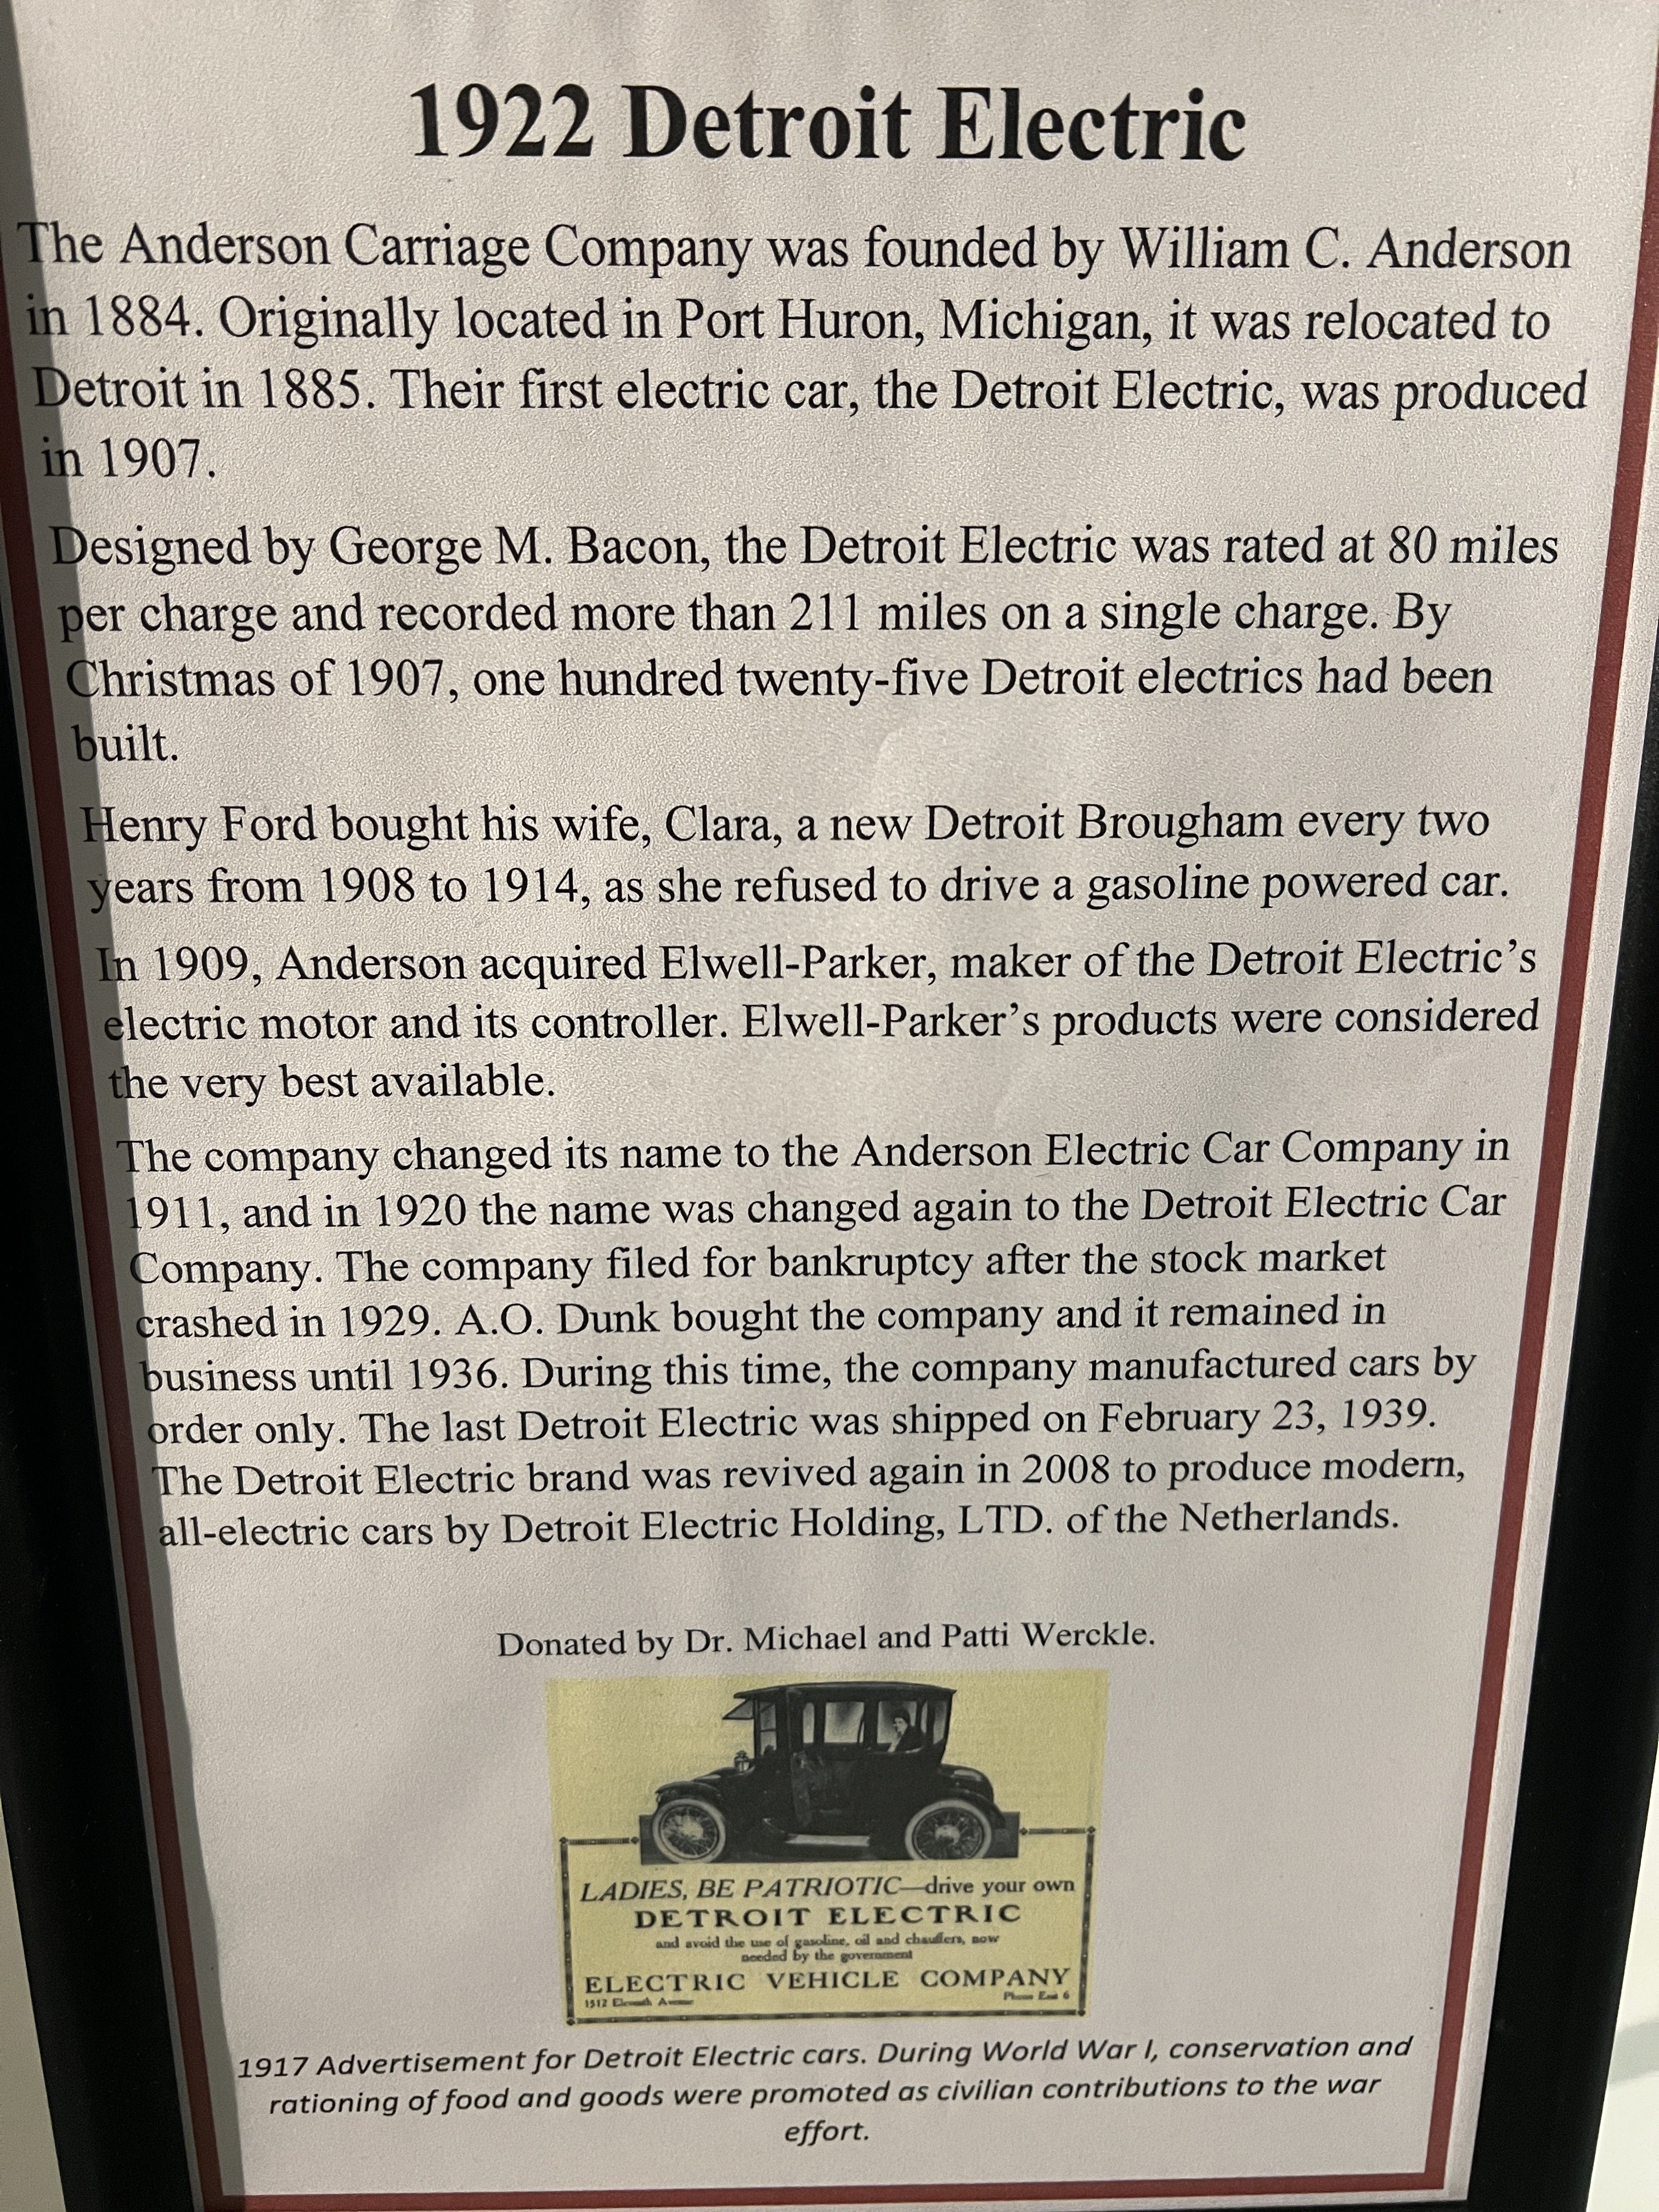 1922 Detroit Electric
The Anderson Carriage Company was founded by William C. Anderson
in 1884. Originally located in Port Huron, Michigan, it was relocated to
Detroit in 1885. Their first electric car, the Detroit Electric, was produced
in 1907.
Designed by George M. Bacon, the Detroit Electric was rated at 80 miles
per charge and recorded more than 211 miles on a single charge. By
Christmas of 1907, one hundred twenty-five Detroit electrics had been
built.
Henry Ford bought his wife, Clara, a new Detroit Brougham every two
years from 1908 to 1914, as she refused to drive a gasoline powered car.
In 1909, Anderson acquired Elwell-Parker, maker of the Detroit Electric’s
electric motor and its controller. Elwell-Parker’s products were considered
the very best available.
The company changed its name to the Anderson Electric Car Company in
1911, and in 1920 the name was changed again to the Detroit Electric Car
Company. The company filed for bankruptcy after the stock market
crashed in 1929. A.O. Dunk bought the company and it remained in
business until 1936. During this time, the company manufactured cars by
order only. The last Detroit Electric was shipped on February 23, 1939.
The Detroit Electric brand was revived again in 2008 to produce modern,
all-electric cars by Detroit Electric Holding, LTD. of the Netherlands.
Donated by Dr. Michael and Patti Werckle.
LADIES, BE PATRIOTIC—drive your own
DETROIT ELECTRIC
and avoid the use of gasoline, oil and chauffers, now
needed by the government
ELECTRIC VEHICLE COMPANY
1512 Eleventh Avenue Phone East 6
1917 Advertisement for Detroit Electric cars. During World War I, conservation and
rationing of food and goods were promoted as civilian contributions to the war
effort.